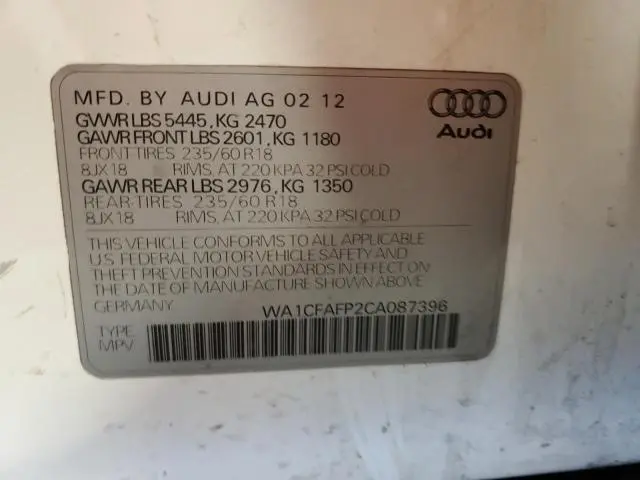 MFD. BY AUDI AG 02 12
GVWR LBS 5445, KG 2470
GAWR FRONT LBS 2601, KG 1180
FRONT TIRES 235/60 R18
8JX18 RIMS, AT 220 KPA 32 PSI COLD
GAWR REAR LBS 2976, KG 1350
REAR-TIRES 235/60 R18
8JX18 RIMS, AT 220 KPA 32 PSI COLD
Audi
THIS VEHICLE CONFORMS TO ALL APPLICABLE
U.S. FEDERAL MOTOR VEHICLE SAFETY AND
THEFT PREVENTION STANDARDS IN EFFECT ON
THE DATE OF MANUFACTURE SHOWN ABOVE
GERMANY WA1CFAFP2CA087396
TYPE
MPV